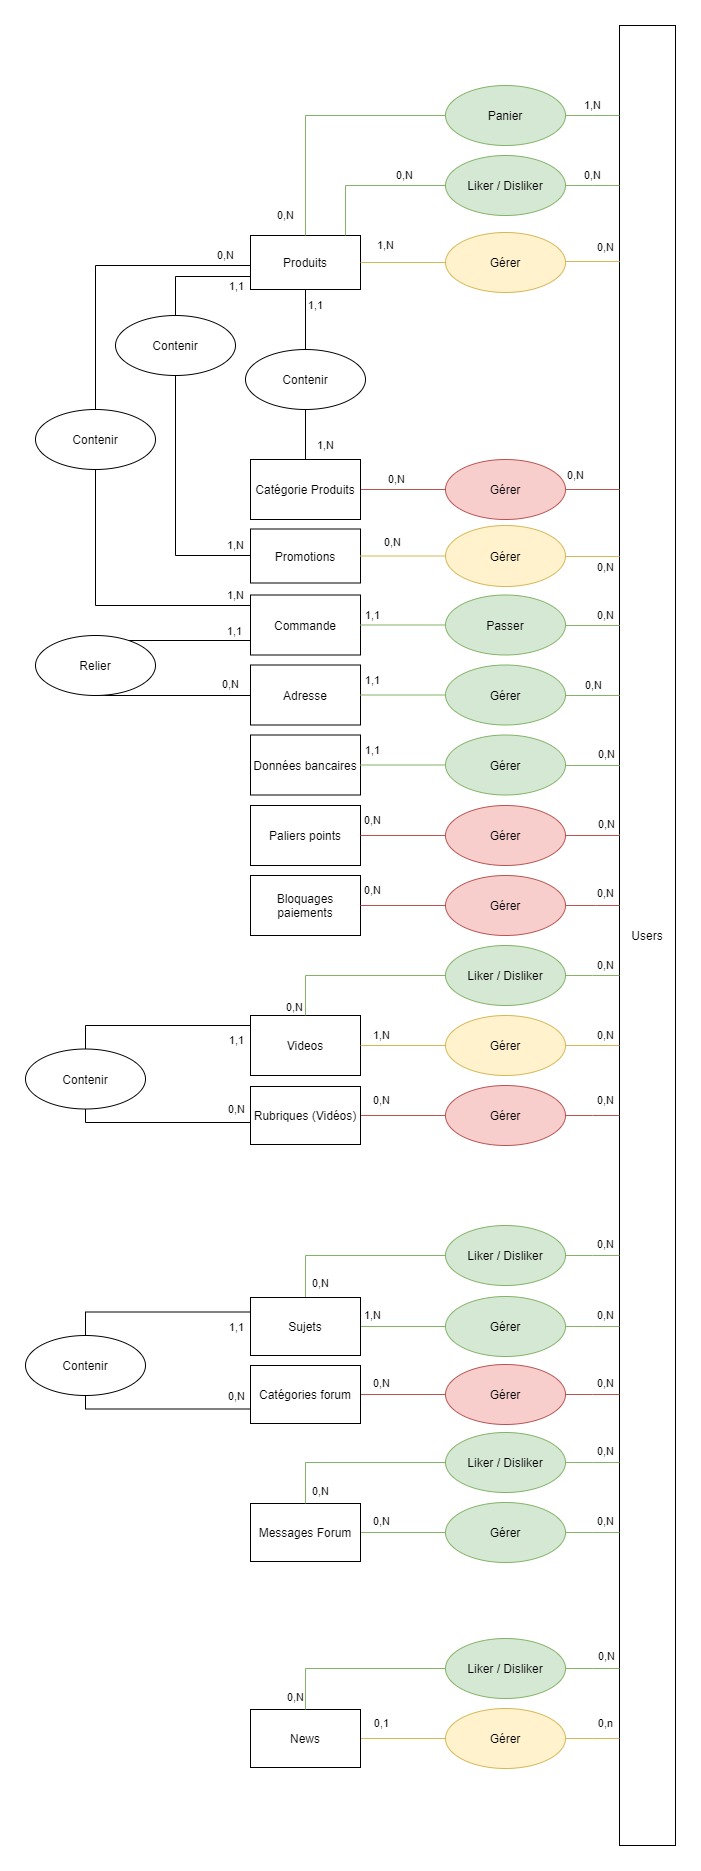 Panier
1,N
0,N
Liker / Disliker
0,N
0,N
Produits
1,N
Gérer
0,N
0,N
1,1
1,1
Contenir
Contenir
Contenir
1,N
Catégorie Produits
0,N
Gérer
0,N
1,N
Promotions
0,N
Gérer
0,N
1,N
Commande
1,1
Passer
0,N
1,1
Relier
0,N
Adresse
1,1
Gérer
0,N
Données bancaires
1,1
Gérer
0,N
Paliers points
0,N
Gérer
0,N
Bloquages
paiements
0,N
Gérer
0,N
Users
Liker / Disliker
0,N
0,N
Videos
1,N
Gérer
0,N
1,1
Contenir
0,N
Rubriques (Vidéos)
0,N
Gérer
0,N
Liker / Disliker
0,N
0,N
Sujets
1,N
Gérer
0,N
1,1
Contenir
0,N
Catégories forum
0,N
Gérer
0,N
Liker / Disliker
0,N
0,N
Messages Forum
0,N
Gérer
0,N
Liker / Disliker
0,N
0,N
News
0,1
Gérer
0,n